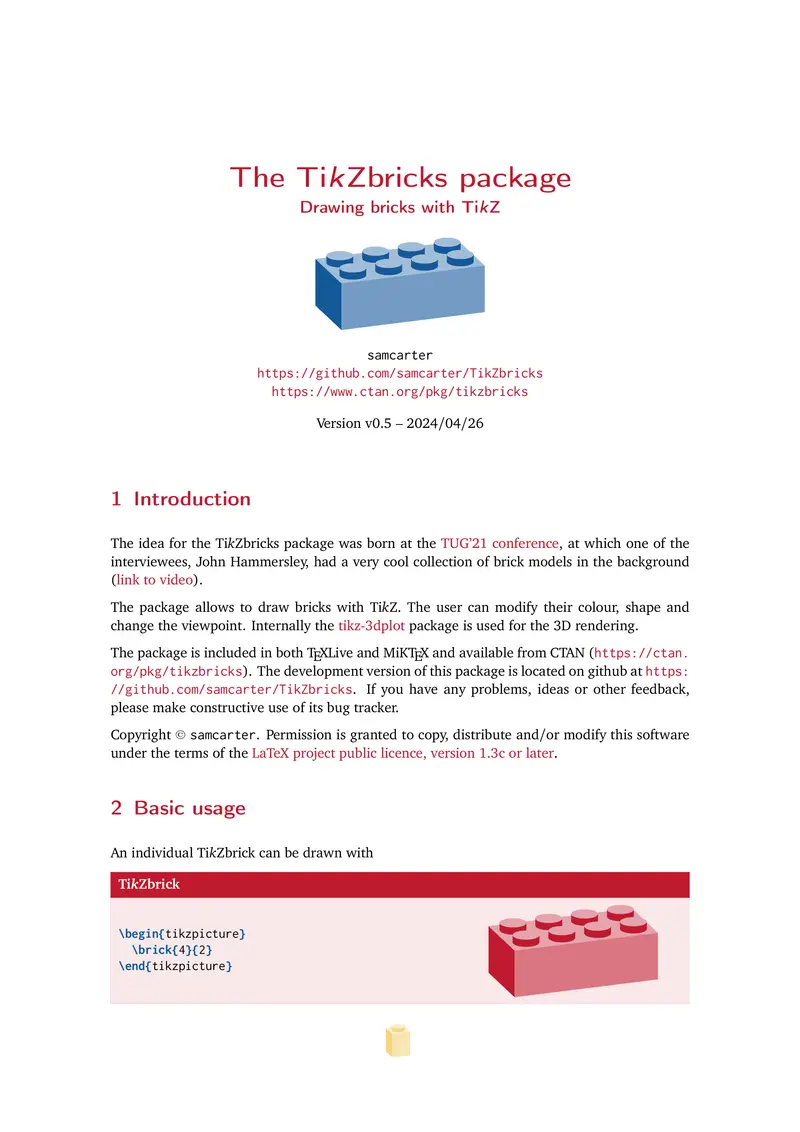 The TikZbricks package
Drawing bricks with TikZ
samcarter
https://github.com/samcarter/TikZbricks
https://www.ctan.org/pkg/tikzbricks
Version v0.5 – 2024/04/26
1 Introduction
The idea for the TikZbricks package was born at the TUG'21 conference, at which one of the
interviewees, John Hammersley, had a very cool collection of brick models in the background
(link to video).
The package allows to draw bricks with TikZ. The user can modify their colour, shape and
change the viewpoint. Internally the tikz-3dplot package is used for the 3D rendering.
The package is included in both TEXLive and MiKTEX and available from CTAN (https://ctan.
org/pkg/tikzbricks). The development version of this package is located on github at https:
//github.com/samcarter/TikZbricks. If you have any problems, ideas or other feedback,
please make constructive use of its bug tracker.
Copyright © samcarter. Permission is granted to copy, distribute and/or modify this software
under the terms of the LaTeX project public licence, version 1.3c or later.
2 Basic usage
An individual TikZbrick can be drawn with
TikZbrick
\begin{tikzpicture}
\brick{4}{2}
\end{tikzpicture}